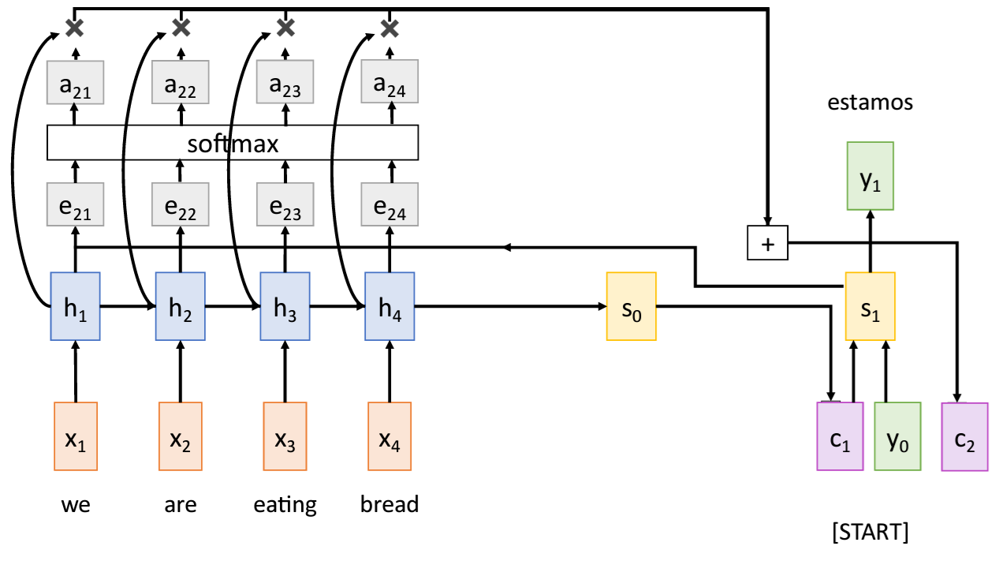 a21 a22 a23 a24
estamos
softmax
y1
e21 e22 e23 e24
+
h1 h2 h3 h4 s0 s1
x1 x2 x3 x4 c1 y0 c2
we are eating bread
[START]